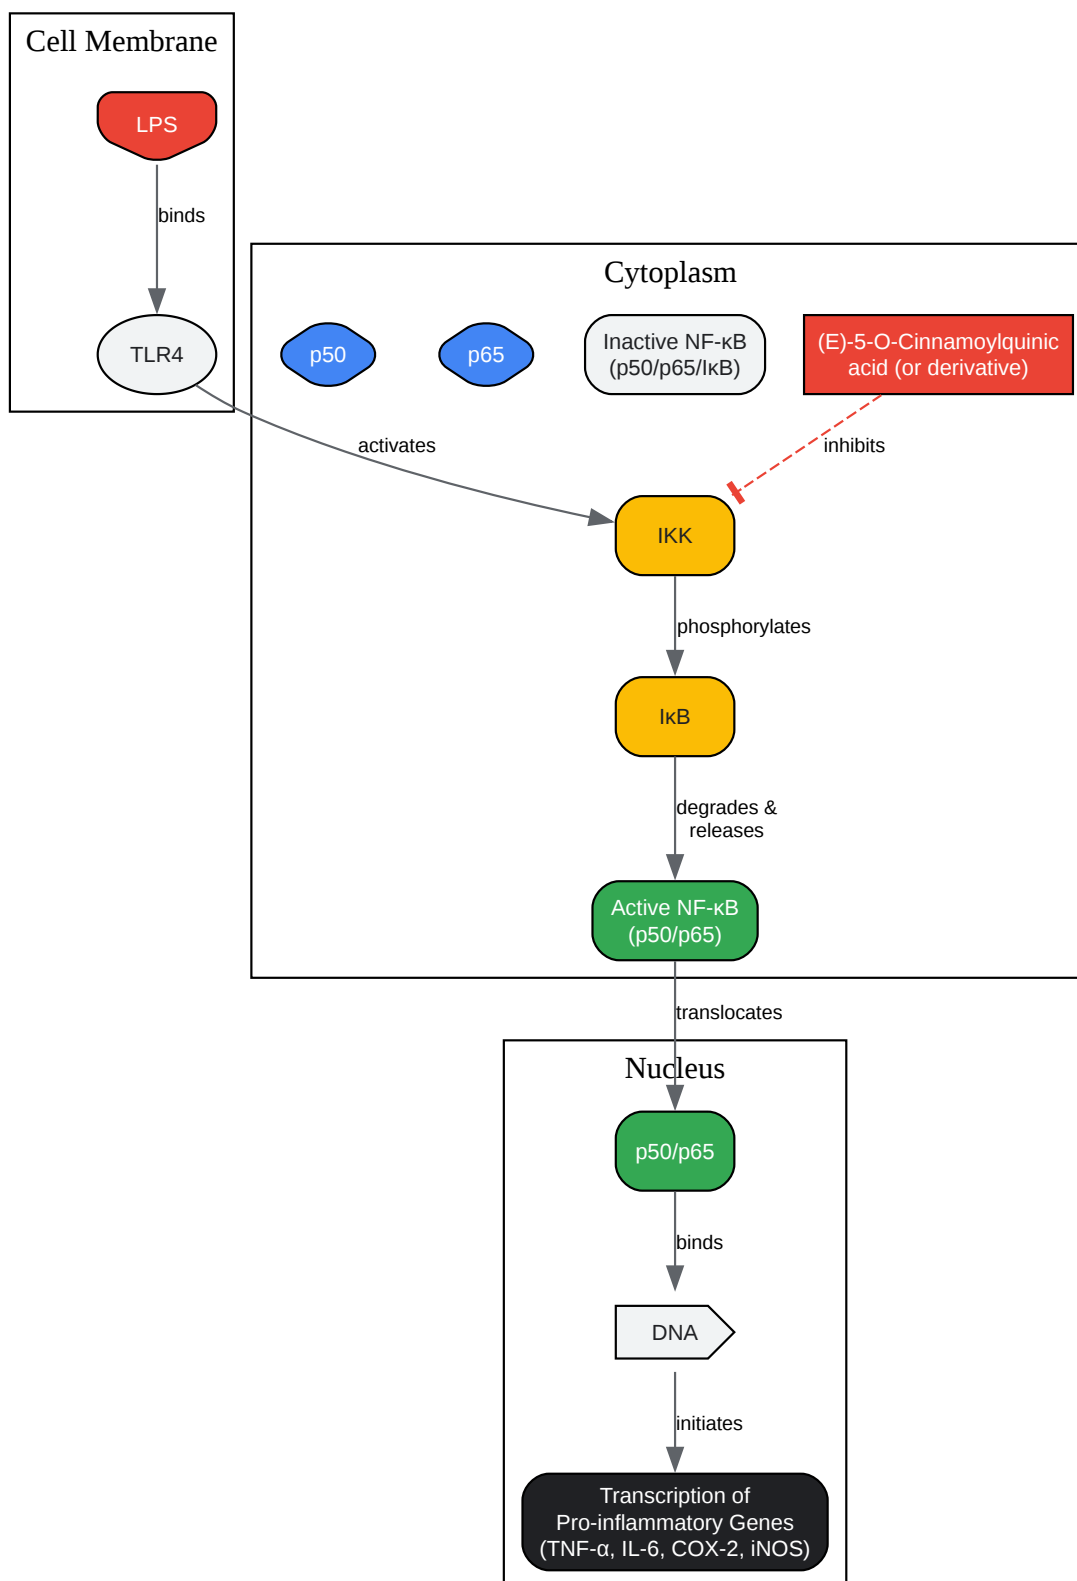 Cell Membrane
LPS
binds
TLR4
Cytoplasm
p50
p65
Inactive NF-κB
(p50/p65/IκB)
(E)-5-O-Cinnamoylquinic
acid (or derivative)
activates
inhibits
IKK
phosphorylates
IκB
degrades &
releases
Active NF-κB
(p50/p65)
translocates
Nucleus
p50/p65
binds
DNA
initiates
Transcription of
Pro-inflammatory Genes
(TNF-α, IL-6, COX-2, iNOS)